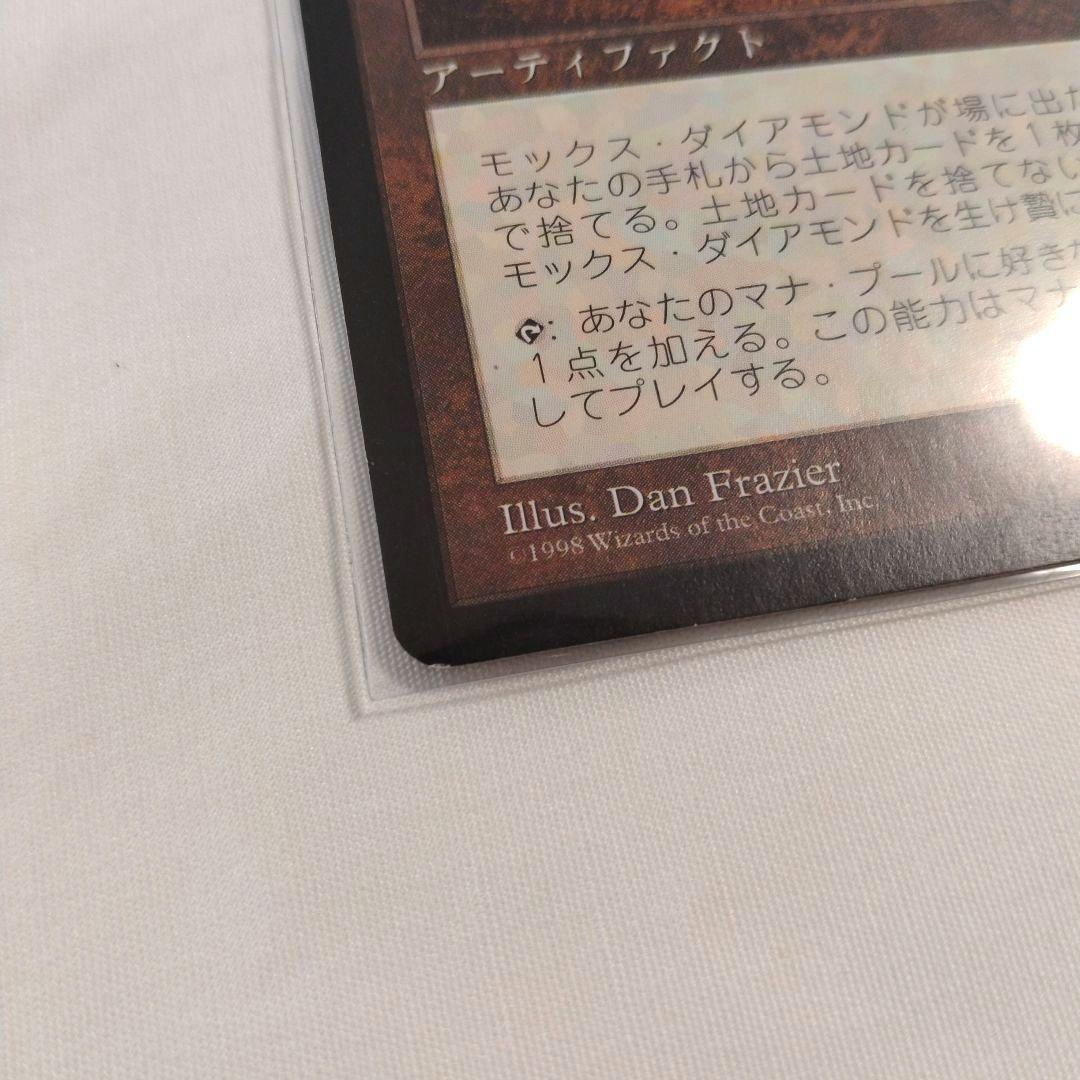 アーティファクト
モックス・ダイアモンドが場に出た
あなたの手札から土地カードを1枚
で捨てる。土地カードを捨てない
モックス・ダイアモンドを生け贄に
: あなたのマナ・プールに好きな
1点を加える。この能力はマナ
してプレイする。
Illus. Dan Frazier
©1998 Wizards of the Coast, Inc.